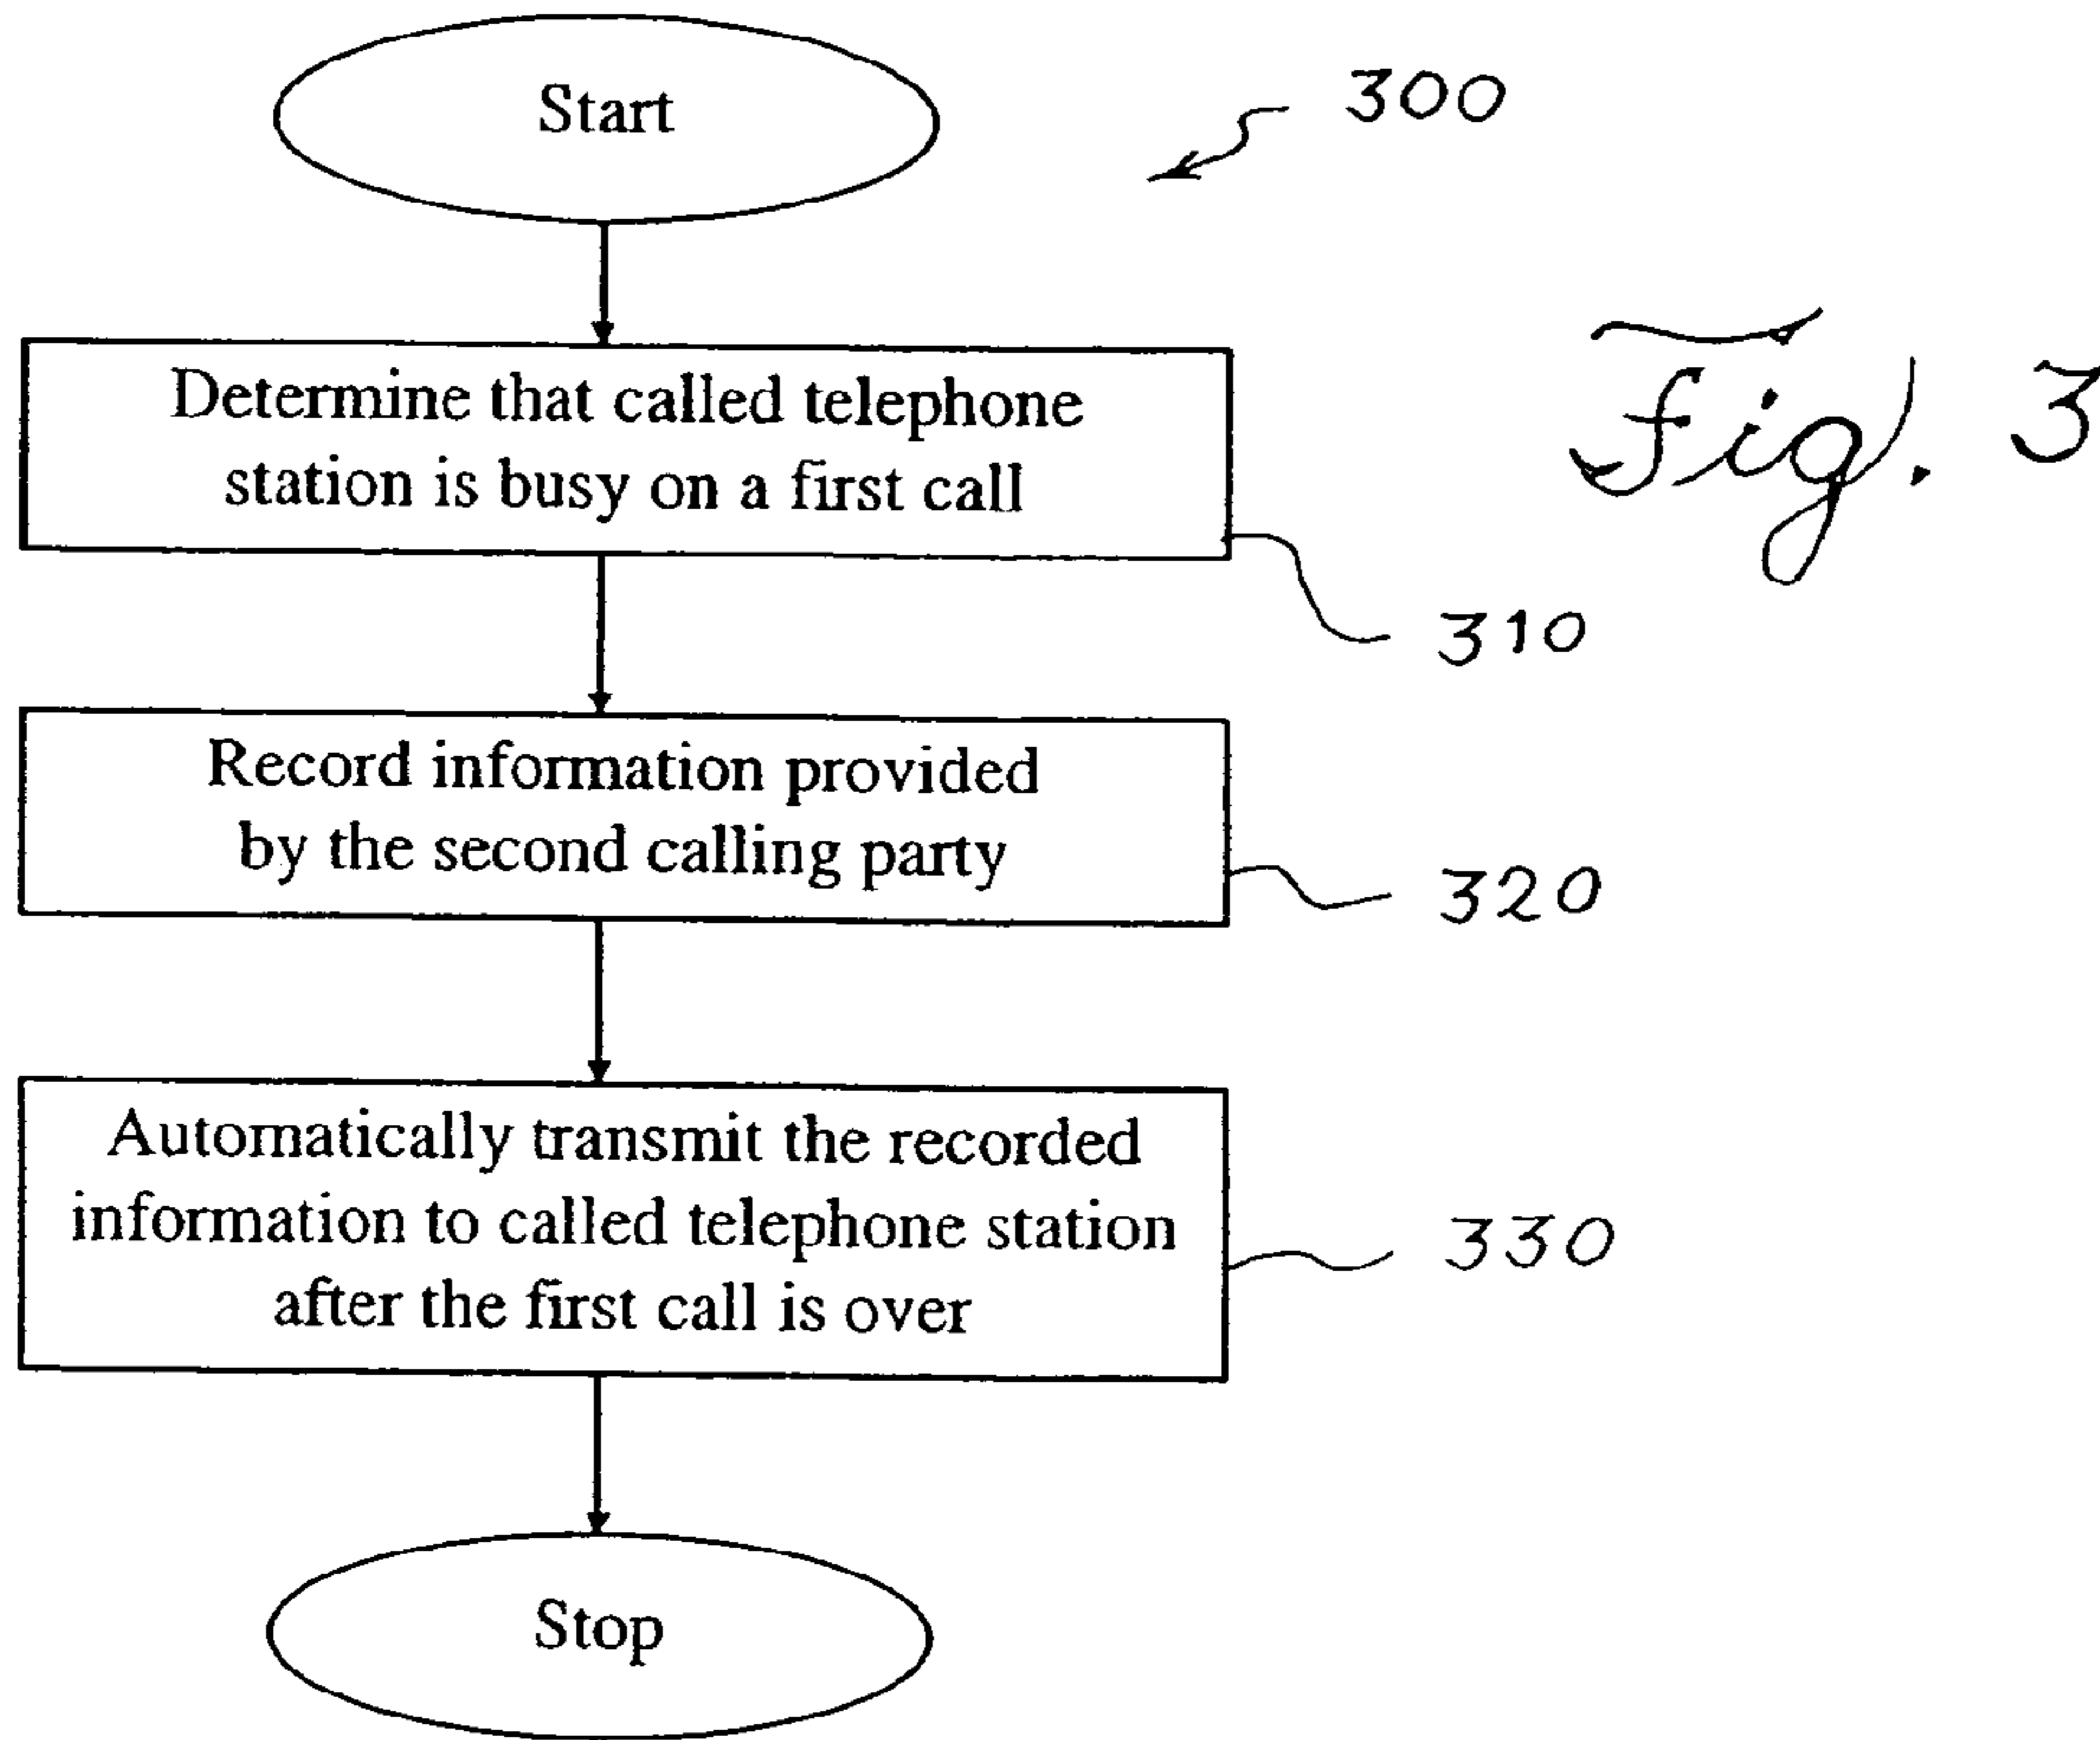 Start
300
Fig. 3
Determine that called telephone
station is busy on a first call
310
Record information provided
by the second calling party
320
Automatically transmit the recorded
information to called telephone station
after the first call is over
330
Stop